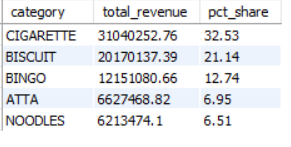 category total_revenue pct_share
CIGARETTE 31040252.76 32.53
BISCUIT 20170137.39 21.14
BINGO 12151080.66 12.74
ATTA 6627468.82 6.95
NOODLES 6213474.1 6.51